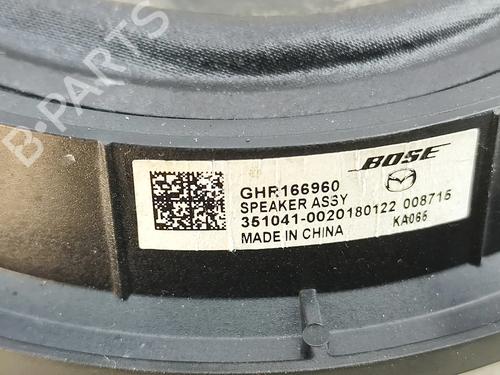 B-PARTS
BOSE
GHR166960
SPEAKER ASSY
351041-0020180122 008715
MADE IN CHINA KA065